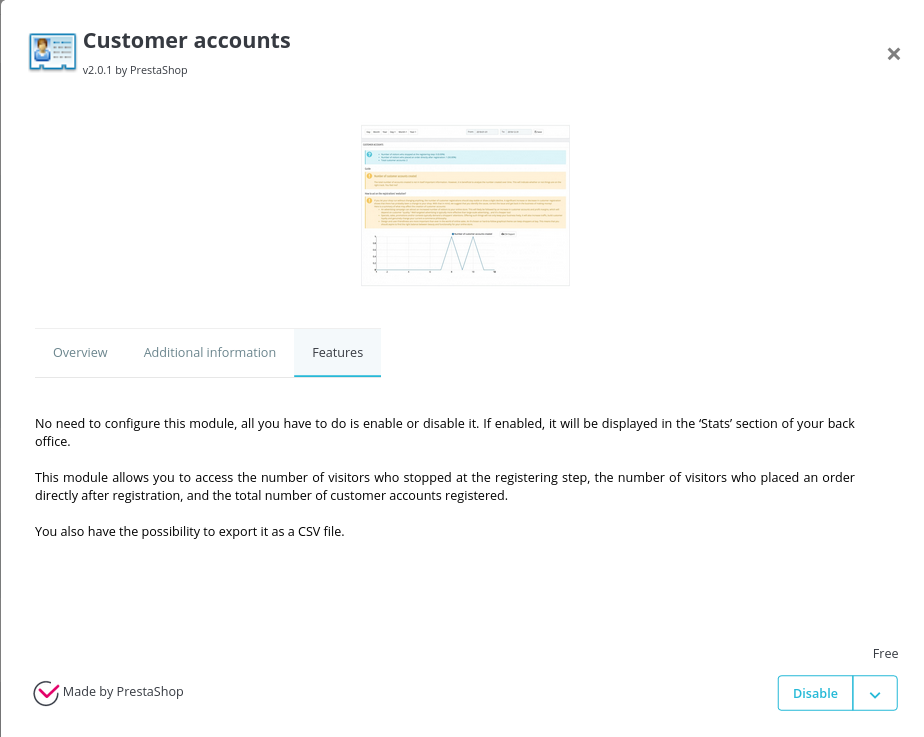 Customer accounts
v2.0.1 by PrestaShop
Overview
Additional information
Features
No need to configure this module, all you have to do is enable or disable it. If enabled, it will be displayed in the ‘Stats’ section of your back
office.
This module allows you to access the number of visitors who stopped at the registering step, the number of visitors who placed an order
directly after registration, and the total number of customer accounts registered.
You also have the possibility to export it as a CSV file.
Free
Made by PrestaShop
Disable